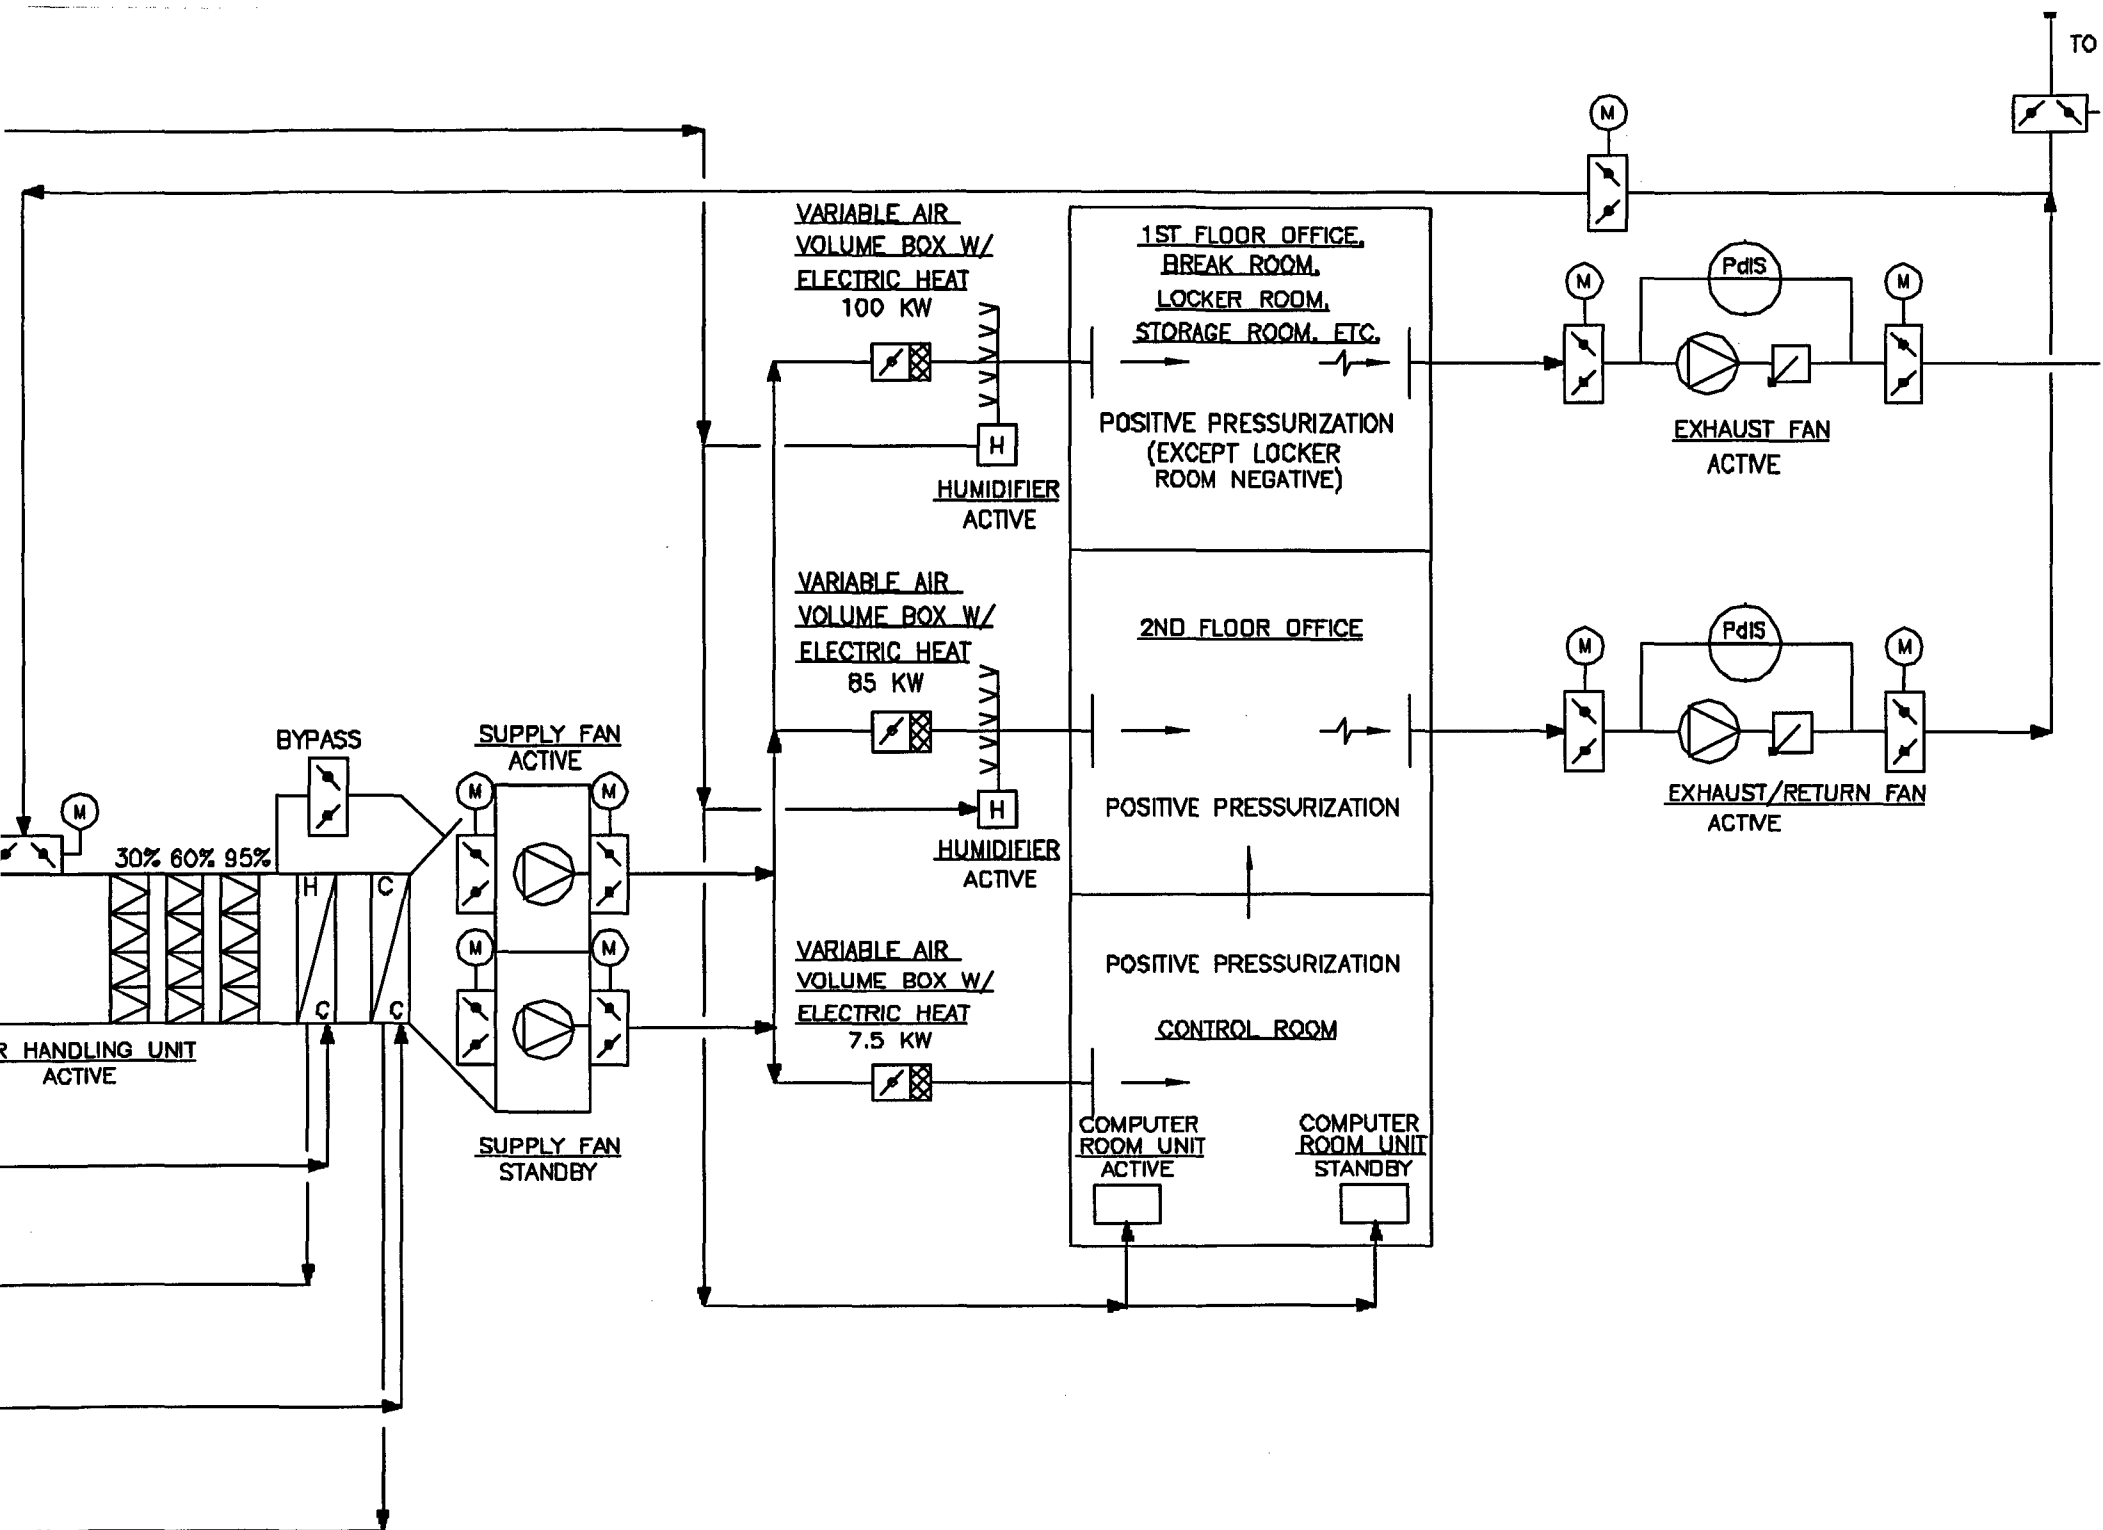 TO
M
M
VARIABLE AIR
VOLUME BOX W/
ELECTRIC HEAT
100 KW
1ST FLOOR OFFICE,
BREAK ROOM,
LOCKER ROOM,
STORAGE ROOM, ETC.
POSITIVE PRESSURIZATION
(EXCEPT LOCKER
ROOM NEGATIVE)
M
PdIS
M
EXHAUST FAN
ACTIVE
H
HUMIDIFIER
ACTIVE
VARIABLE AIR
VOLUME BOX W/
ELECTRIC HEAT
85 KW
2ND FLOOR OFFICE
POSITIVE PRESSURIZATION
M
PdIS
M
EXHAUST/RETURN FAN
ACTIVE
H
HUMIDIFIER
ACTIVE
BYPASS
SUPPLY FAN
ACTIVE
M
M
30% 60% 95%
H
C
C
C
M
M
R HANDLING UNIT
ACTIVE
SUPPLY FAN
STANDBY
VARIABLE AIR
VOLUME BOX W/
ELECTRIC HEAT
7.5 KW
POSITIVE PRESSURIZATION
CONTROL ROOM
COMPUTER
ROOM UNIT
ACTIVE
COMPUTER
ROOM UNIT
STANDBY